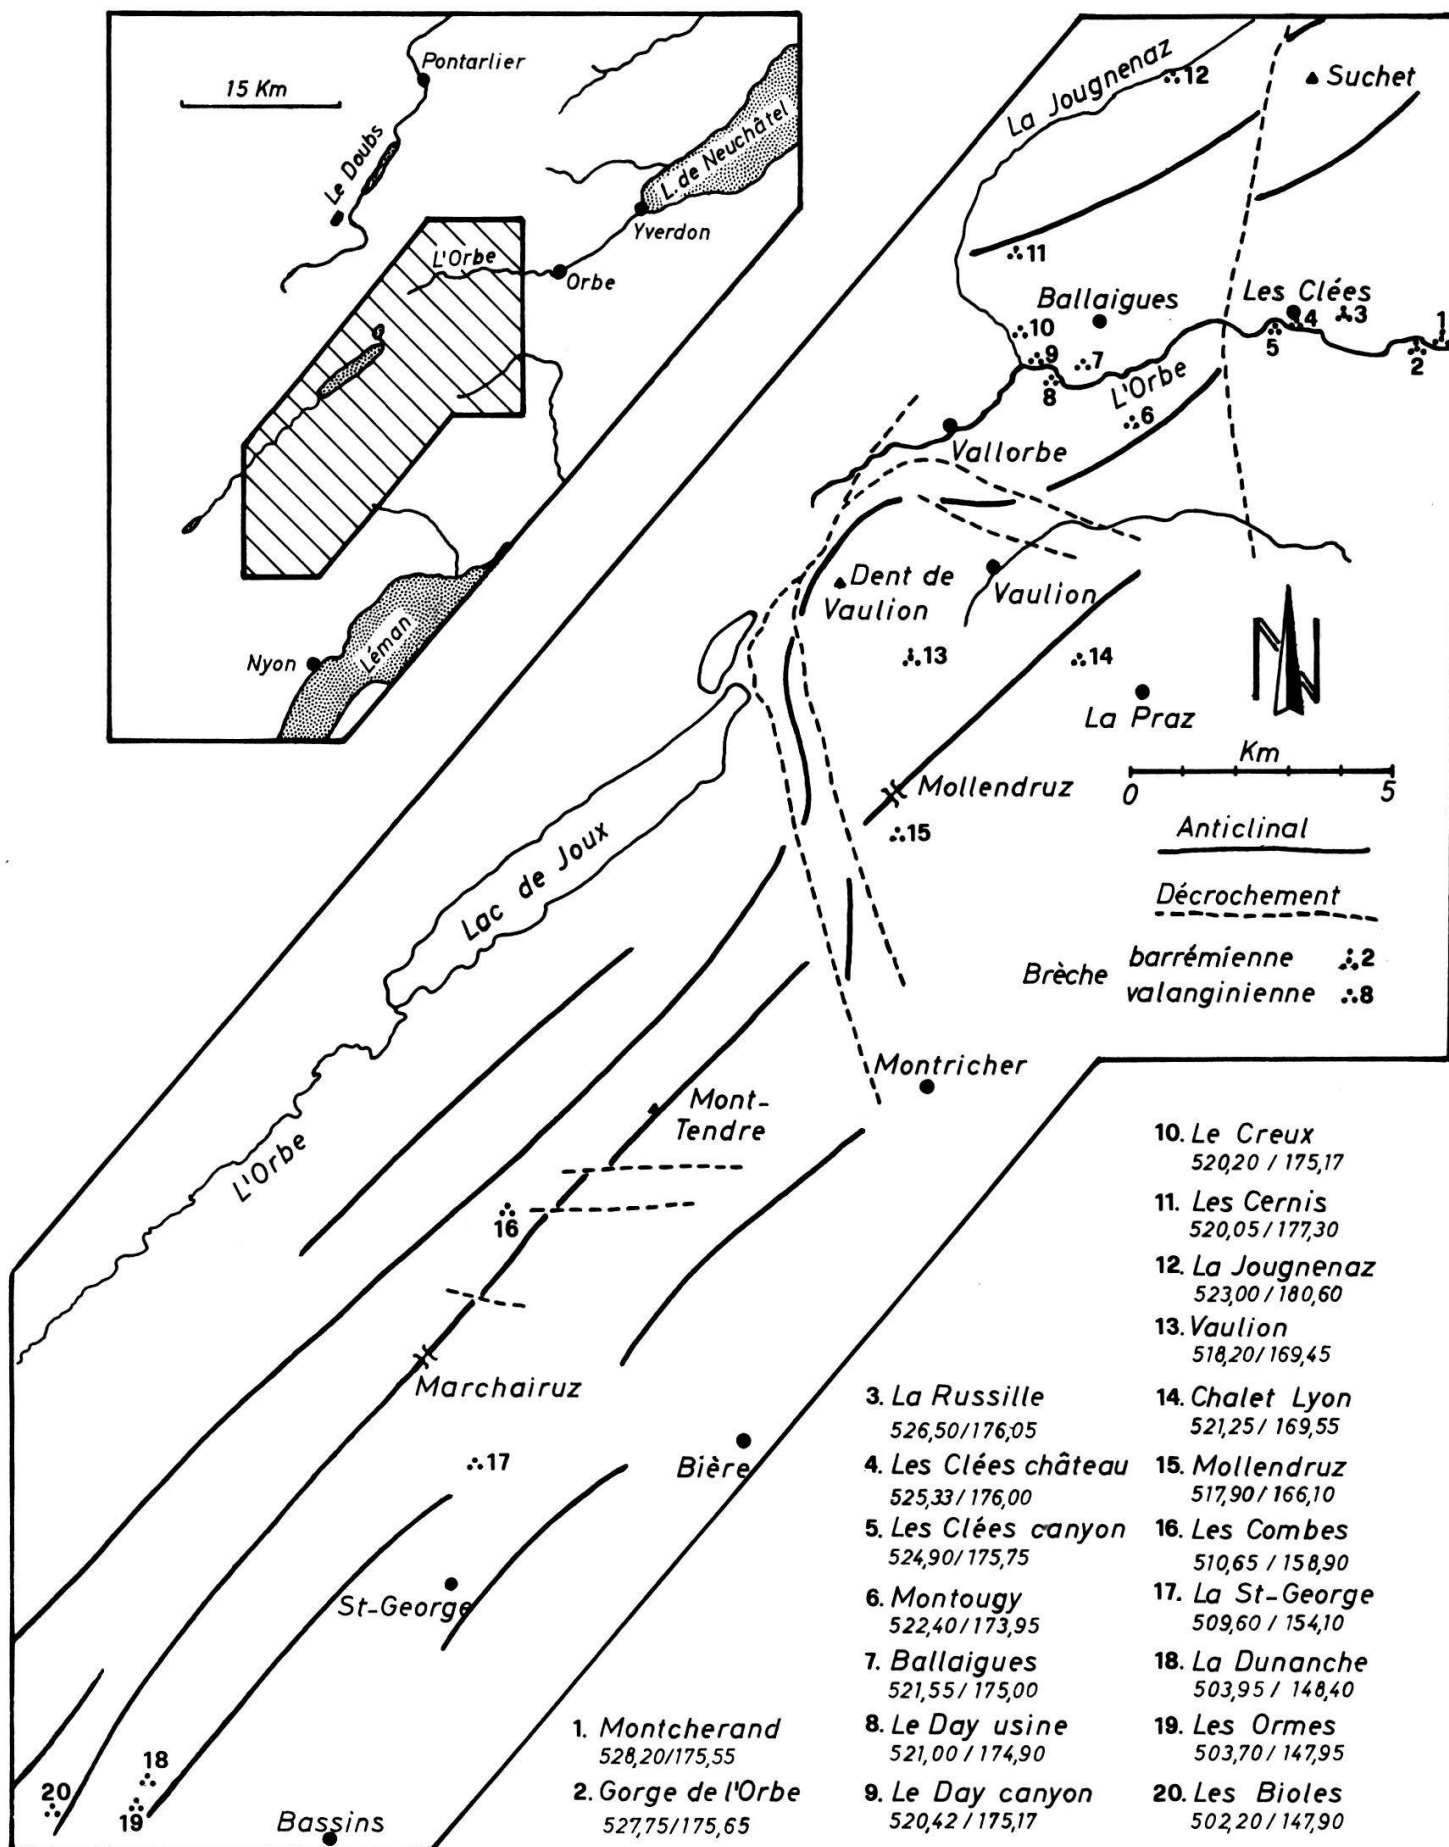 Pontarlier
15 Km
Le Doubs
L. de Neuchâtel
Yverdon
L'Orbe
Orbe
Nyon
Léman
La Jougnenaz
12
Suchet
11
Ballaigues
Les Clées
10
4
3
1
5
2
9
7
8
L'Orbe
6
Vallorbe
Dent de
Vaulion
Vaulion
13
14
La Praz
N
Km
0
5
Mollendruz
15
Anticlinal
Décrochement
Brèche
barrémienne
2
valanginienne
8
Lac de Joux
Montricher
Mont-
Tendre
L'Orbe
16
Marchairuz
17
Bière
St-George
18
20
19
Bassins
1. Montcherand
528,20/175,55
2. Gorge de l'Orbe
527,75/175,65
3. La Russille
526,50/176,05
4. Les Clées château
525,33/176,00
5. Les Clées canyon
524,90/175,75
6. Montougy
522,40/173,95
7. Ballaigues
521,55/175,00
8. Le Day usine
521,00/174,90
9. Le Day canyon
520,42/175,17
10. Le Creux
520,20/175,17
11. Les Cernis
520,05/177,30
12. La Jougnenaz
523,00/180,60
13. Vaulion
518,20/169,45
14. Chalet Lyon
521,25/169,55
15. Mollendruz
517,90/166,10
16. Les Combes
510,65/158,90
17. La St-George
509,60/154,10
18. La Dunanche
503,95/148,40
19. Les Ormes
503,70/147,95
20. Les Bioles
502,20/147,90